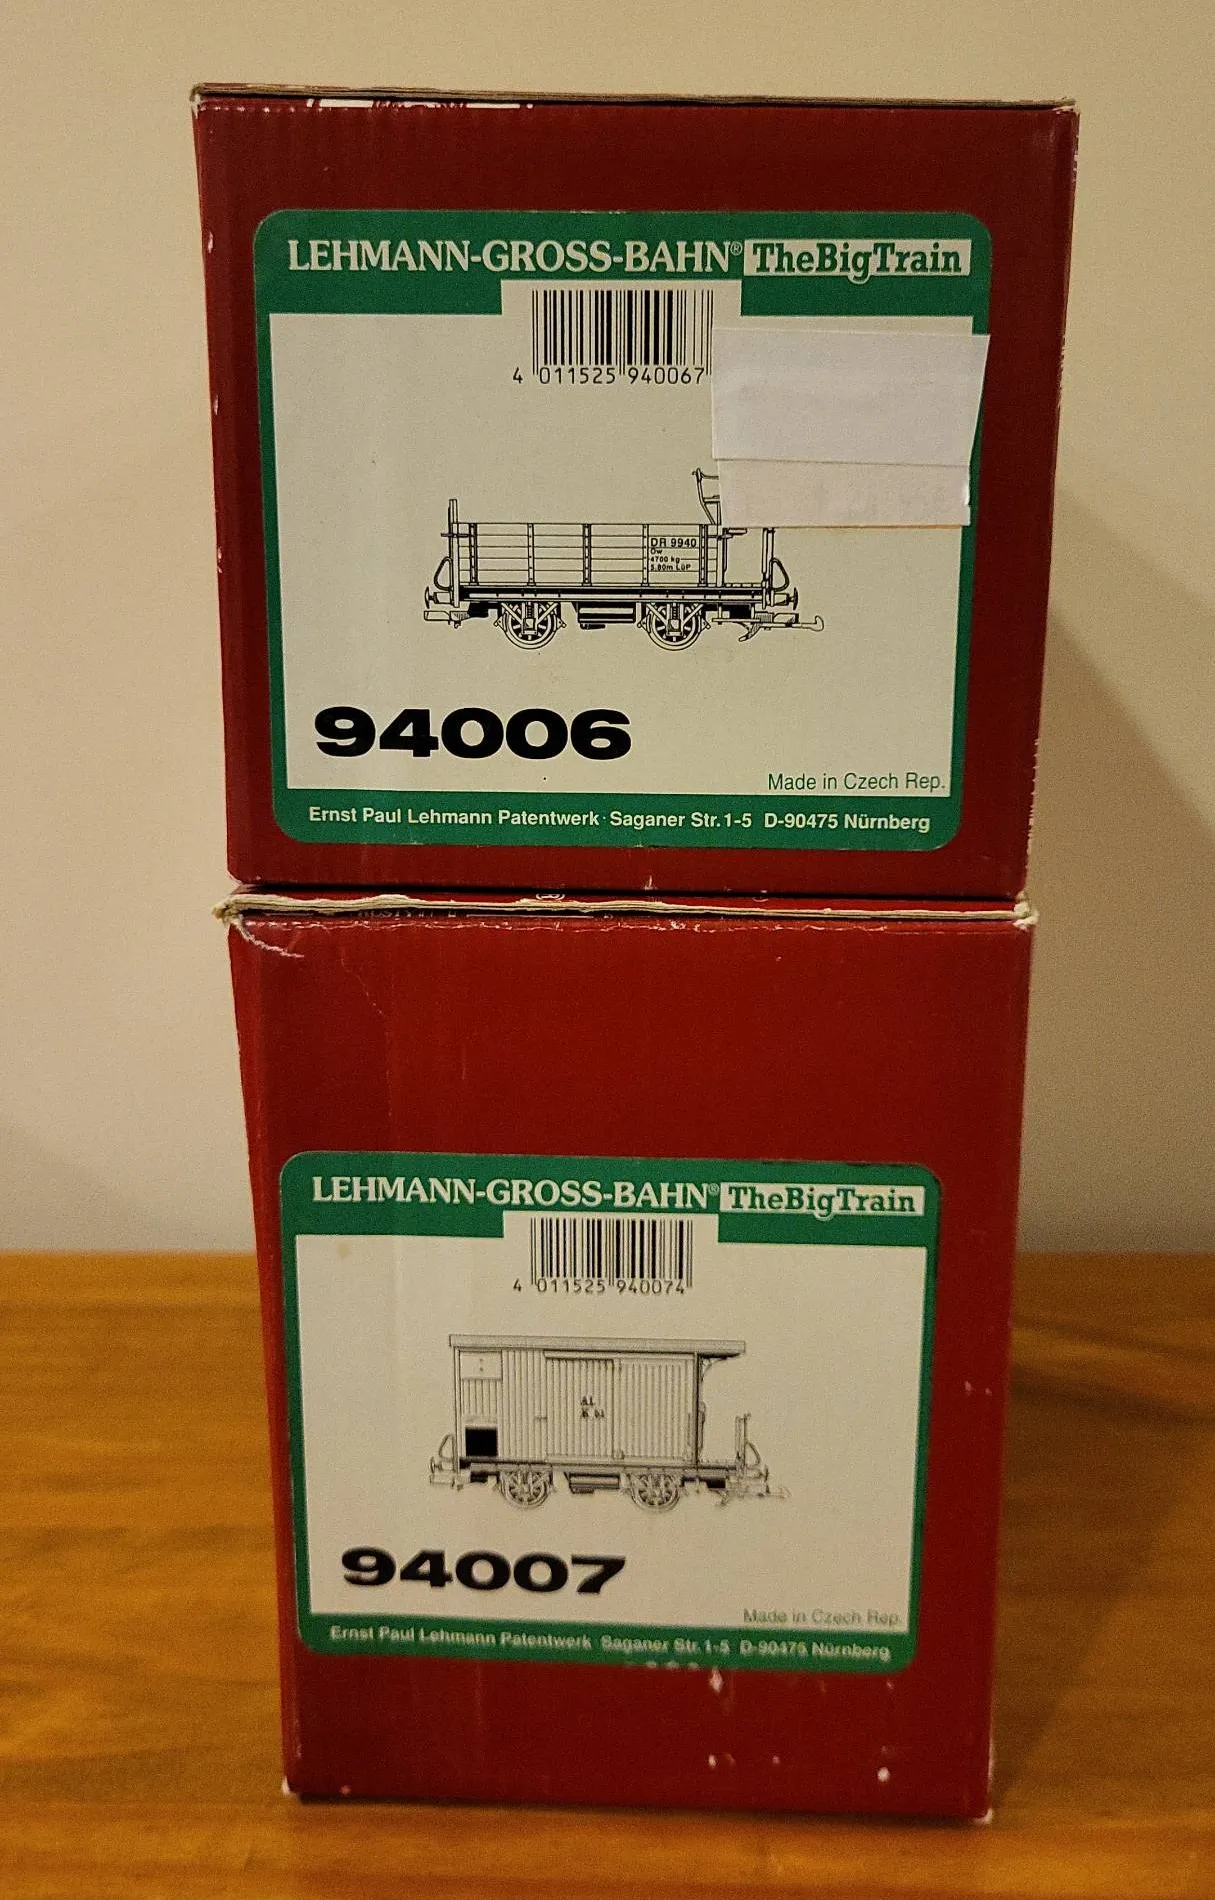 LEHMANN-GROSS-BAHN® TheBigTrain
4 011525 940067
DR 9940
Ow
4700 kg
5.80m LüP
94006
Made in Czech Rep.
Ernst Paul Lehmann Patentwerk · Saganer Str. 1-5 D-90475 Nürnberg
LEHMANN-GROSS-BAHN® TheBigTrain
4 011525 940074
94007
Made in Czech Rep.
Ernst Paul Lehmann Patentwerk Saganer Str. 1-5 D-90475 Nürnberg